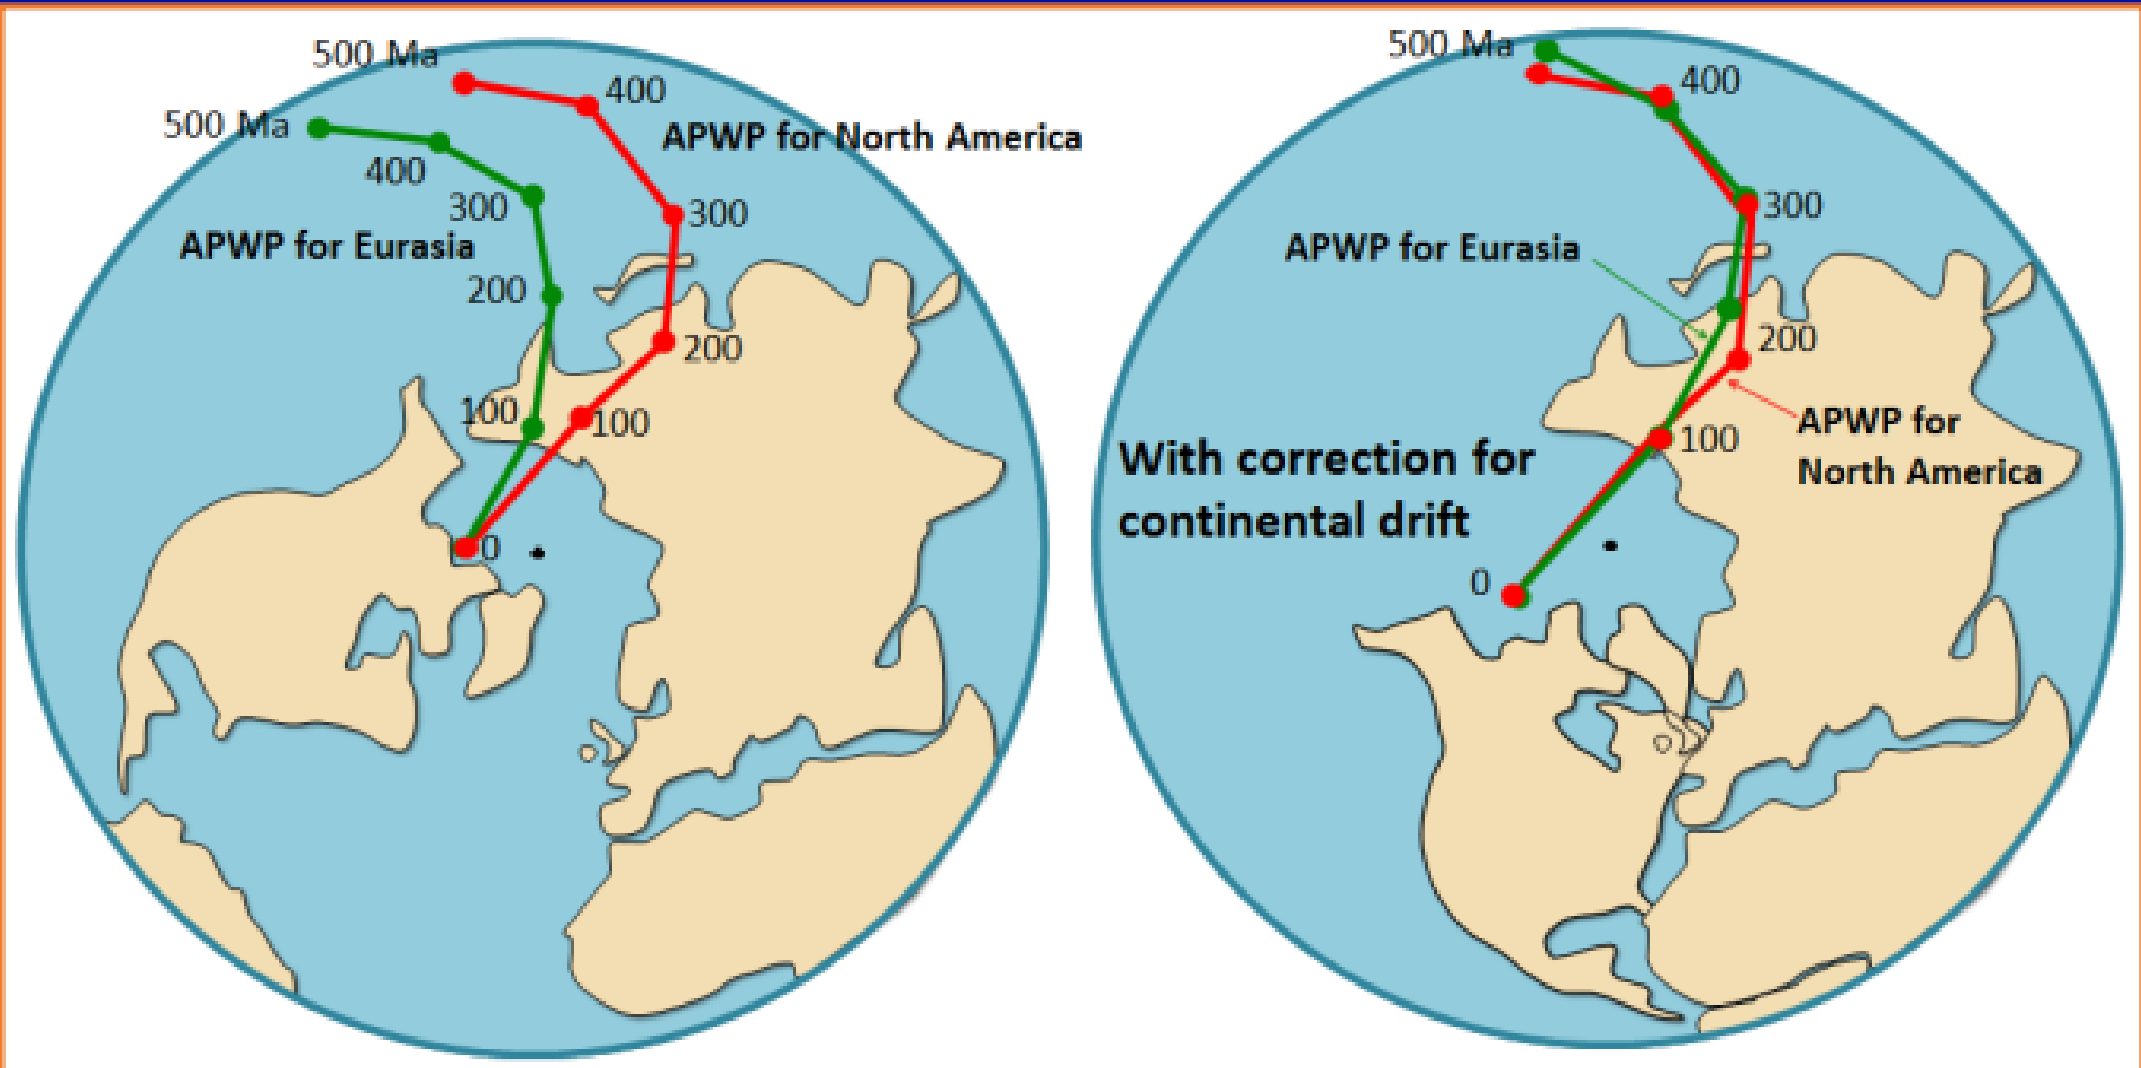 500 Ma
400
APWP for North America
500 Ma
400
300
300
APWP for Eurasia
200
200
100
100
0
500 Ma
400
300
APWP for Eurasia
200
APWP for
North America
100
With correction for
continental drift
0